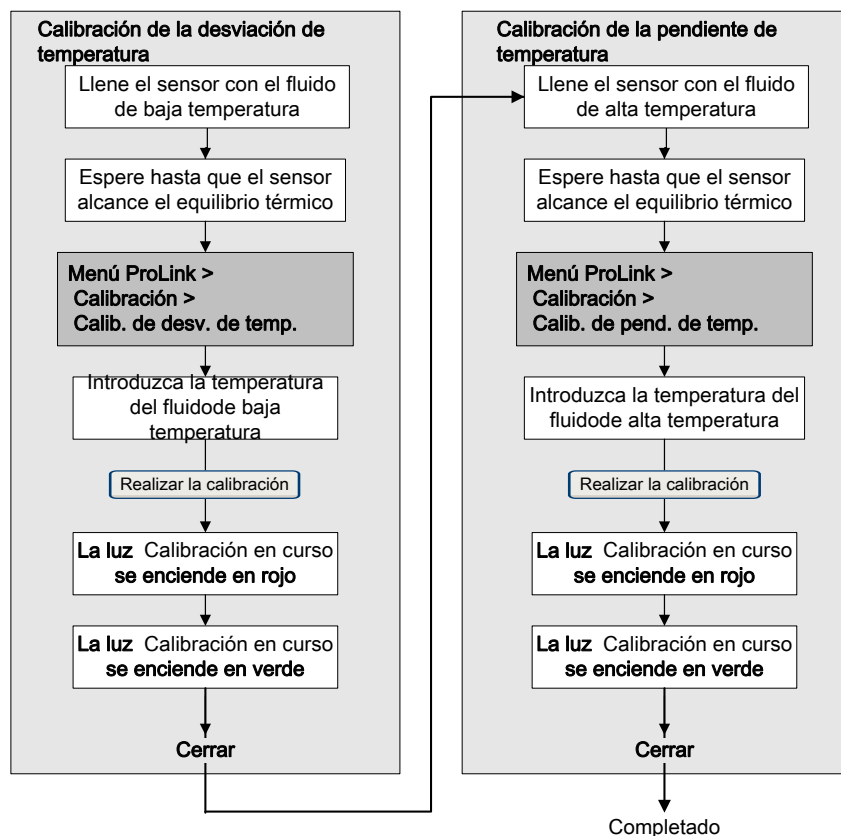 Calibración de la desviación de
temperatura
Llene el sensor con el fluido
de baja temperatura
Espere hasta que el sensor
alcance el equilibrio térmico
Menú ProLink >
Calibración >
Calib. de desv. de temp.
Introduzca la temperatura
del fluidode baja
temperatura
Realizar la calibración
La luz Calibración en curso
se enciende en rojo
La luz Calibración en curso
se enciende en verde
Cerrar
Calibración de la pendiente de
temperatura
Llene el sensor con el fluido
de alta temperatura
Espere hasta que el sensor
alcance el equilibrio térmico
Menú ProLink >
Calibración >
Calib. de pend. de temp.
Introduzca la temperatura del
fluidode alta temperatura
Realizar la calibración
La luz Calibración en curso
se enciende en rojo
La luz Calibración en curso
se enciende en verde
Cerrar
Completado